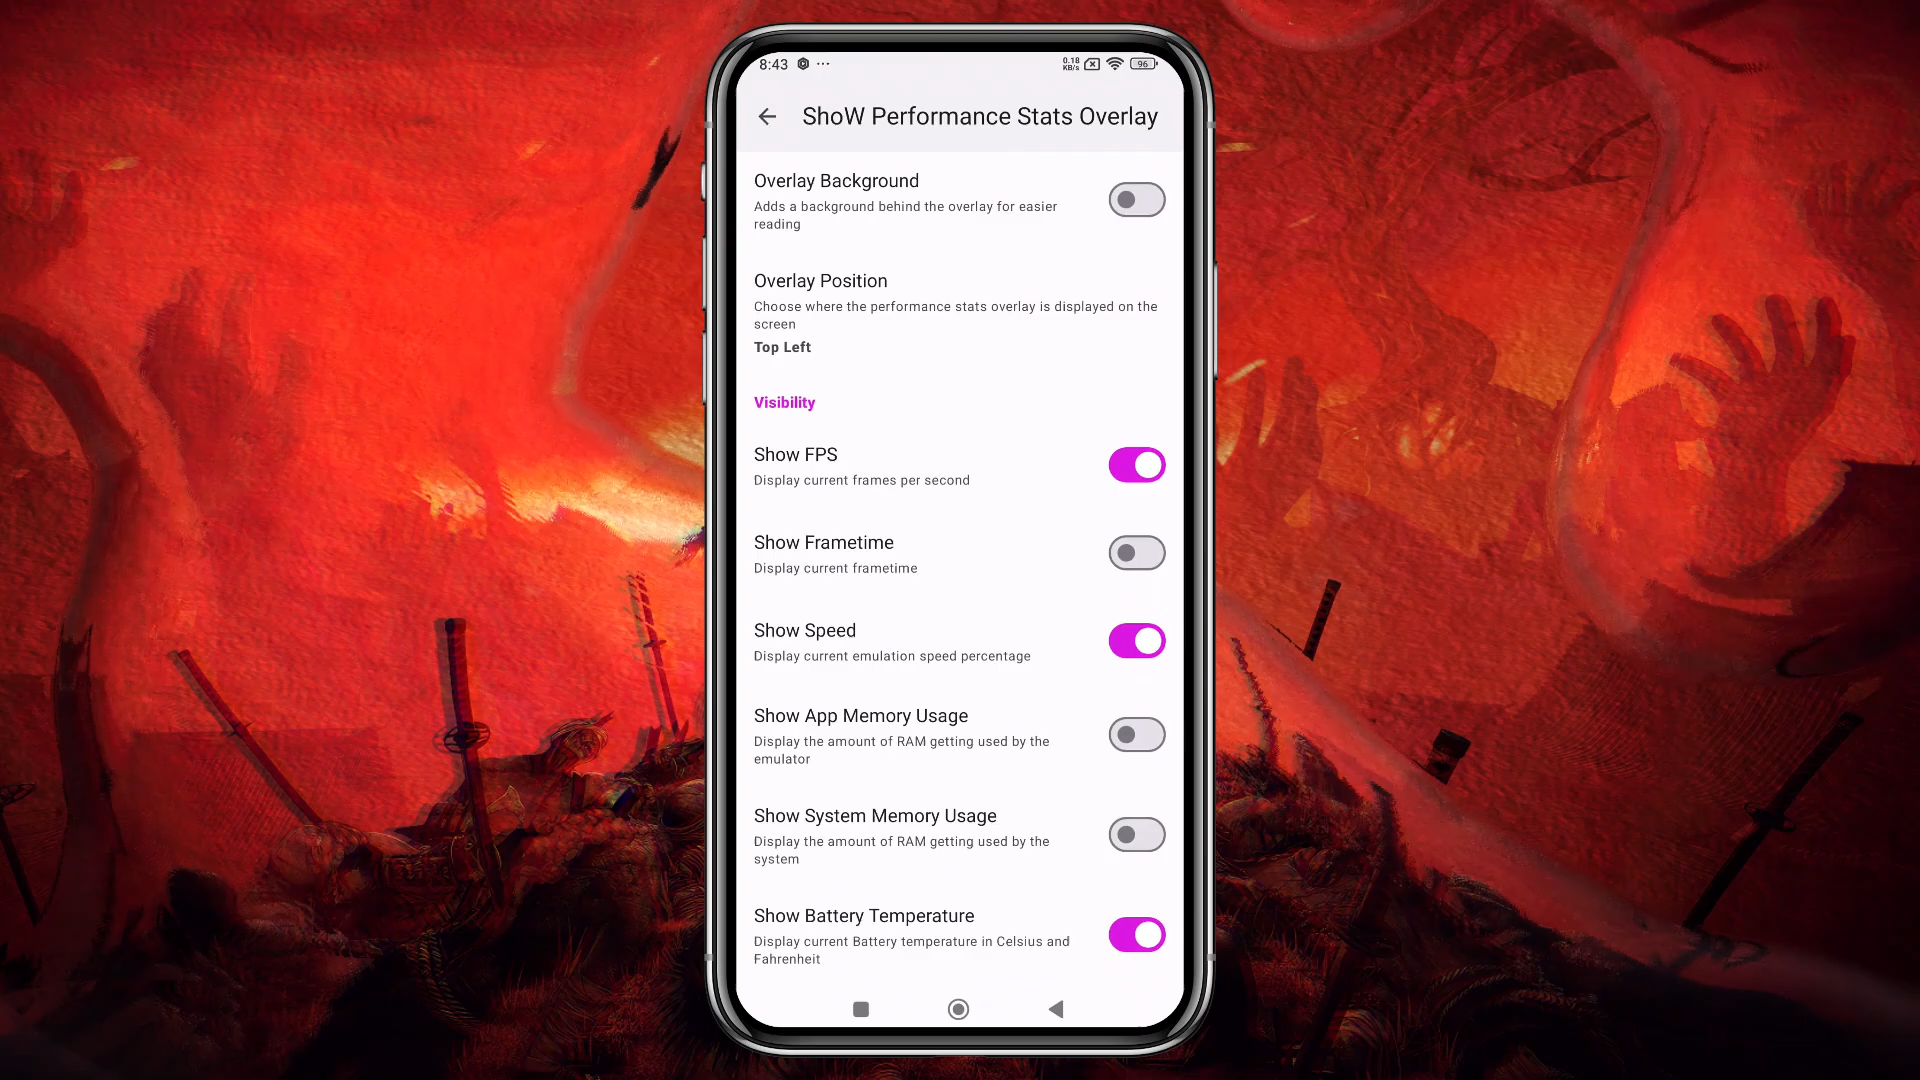 8:43 ...
0.18
KB/s
96
ShoW Performance Stats Overlay
Overlay Background
Adds a background behind the overlay for easier
reading
Overlay Position
Choose where the performance stats overlay is displayed on the
screen
Top Left
Visibility
Show FPS
Display current frames per second
Show Frametime
Display current frametime
Show Speed
Display current emulation speed percentage
Show App Memory Usage
Display the amount of RAM getting used by the
emulator
Show System Memory Usage
Display the amount of RAM getting used by the
system
Show Battery Temperature
Display current Battery temperature in Celsius and
Fahrenheit